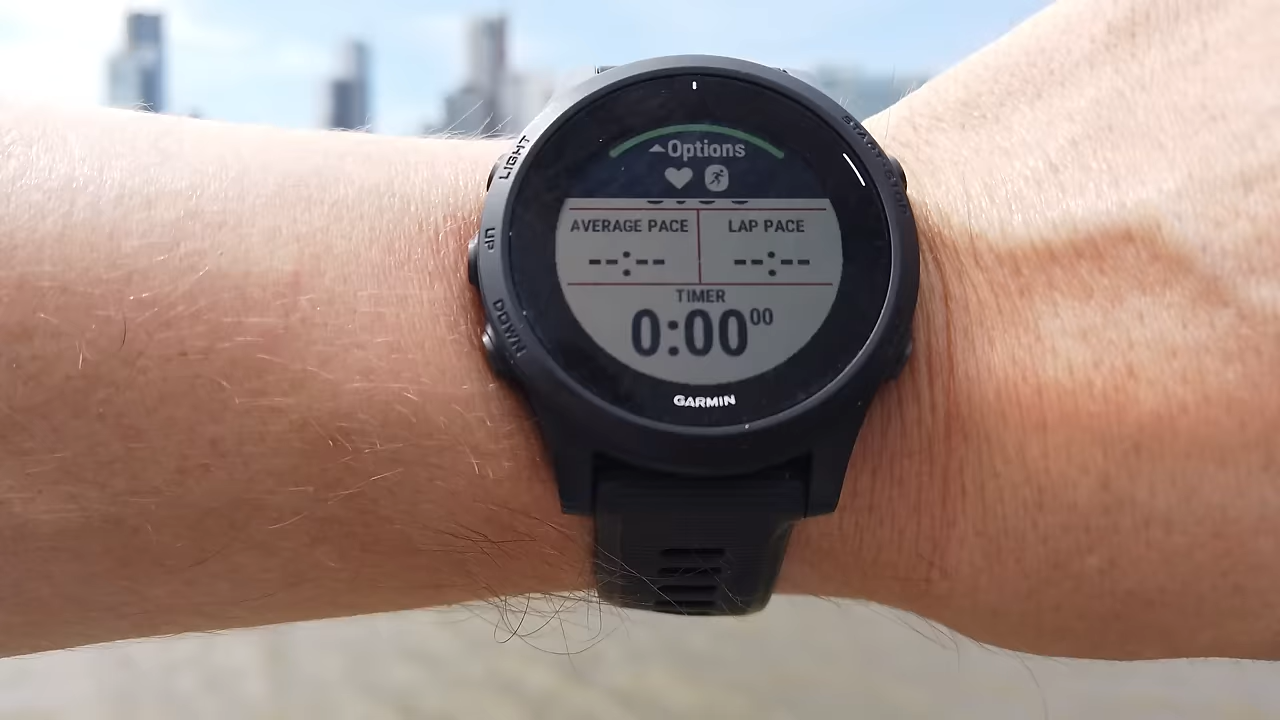 LIGHT
START·STOP
Options
UP
AVERAGE PACE
LAP PACE
--:--
--:--
TIMER
DOWN
0:00 00
GARMIN